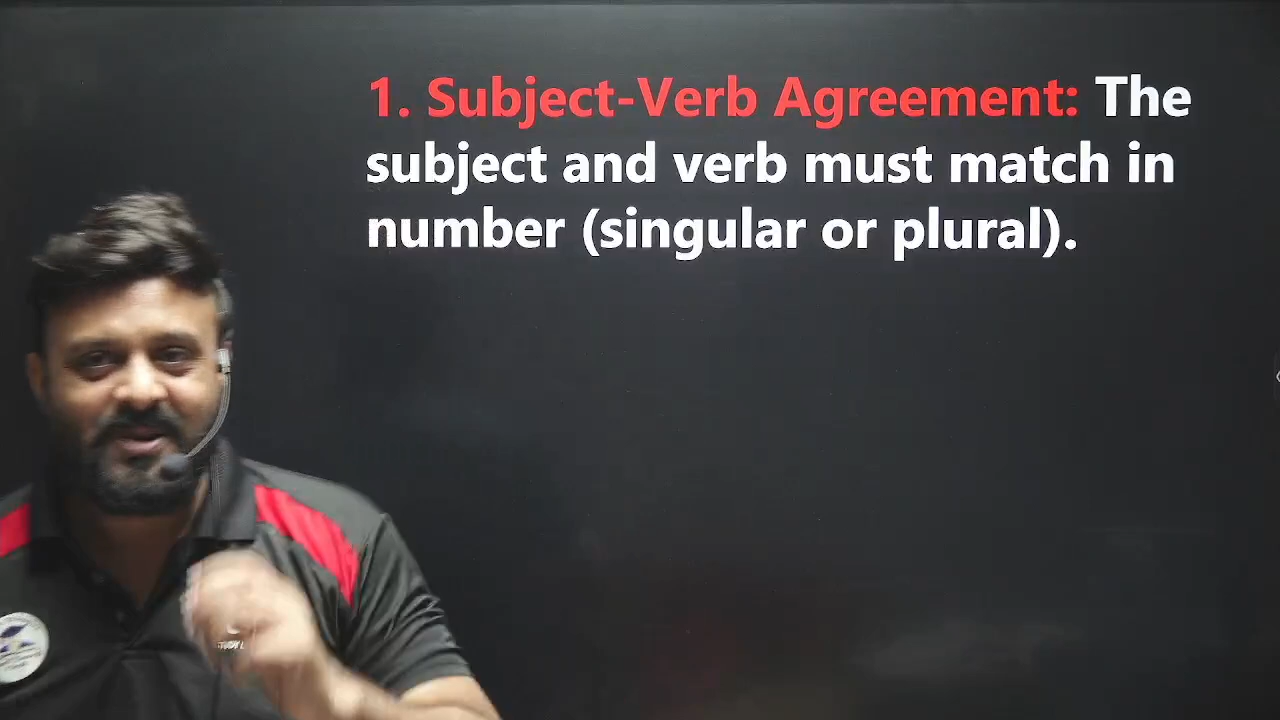 1. Subject-Verb Agreement: The
subject and verb must match in
number (singular or plural).